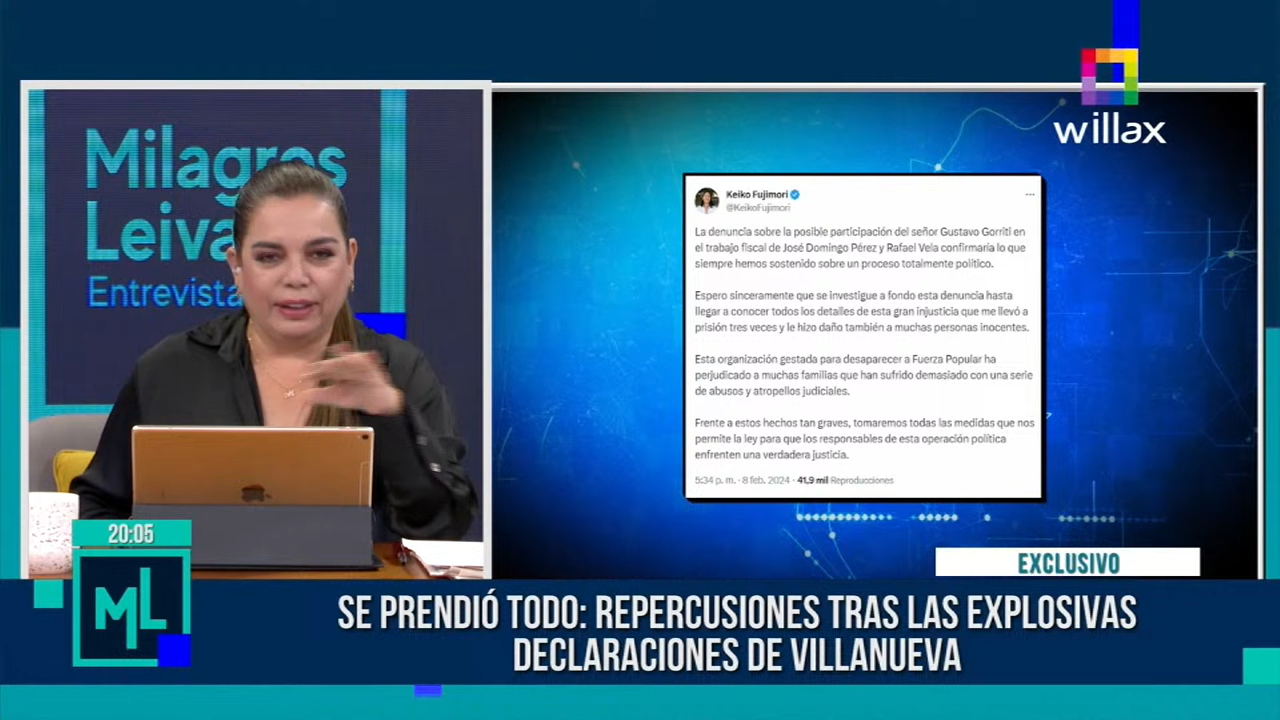 willax
Milagros
Leiva
Entrevista
Keiko Fujimori
@KeikoFujimori
La denuncia sobre la posible participación del señor Gustavo Gorriti en
el trabajo fiscal de José Domingo Pérez y Rafael Vela confirmaría lo que
siempre hemos sostenido sobre un proceso totalmente político.
Espero sinceramente que se investigue a fondo esta denuncia hasta
llegar a conocer todos los detalles de esta gran injusticia que me llevó a
prisión tres veces y le hizo daño también a muchas personas inocentes.
Esta organización gestada para desaparecer a Fuerza Popular ha
perjudicado a muchas familias que han sufrido demasiado con una serie
de abusos y atropellos judiciales.
Frente a estos hechos tan graves, tomaremos todas las medidas que nos
permite la ley para que los responsables de esta operación política
enfrenten una verdadera justicia.
5:34 p. m. · 8 feb. 2024 · 41,9 mil Reproducciones
20:05
ML
EXCLUSIVO
SE PRENDIÓ TODO: REPERCUSIONES TRAS LAS EXPLOSIVAS
DECLARACIONES DE VILLANUEVA